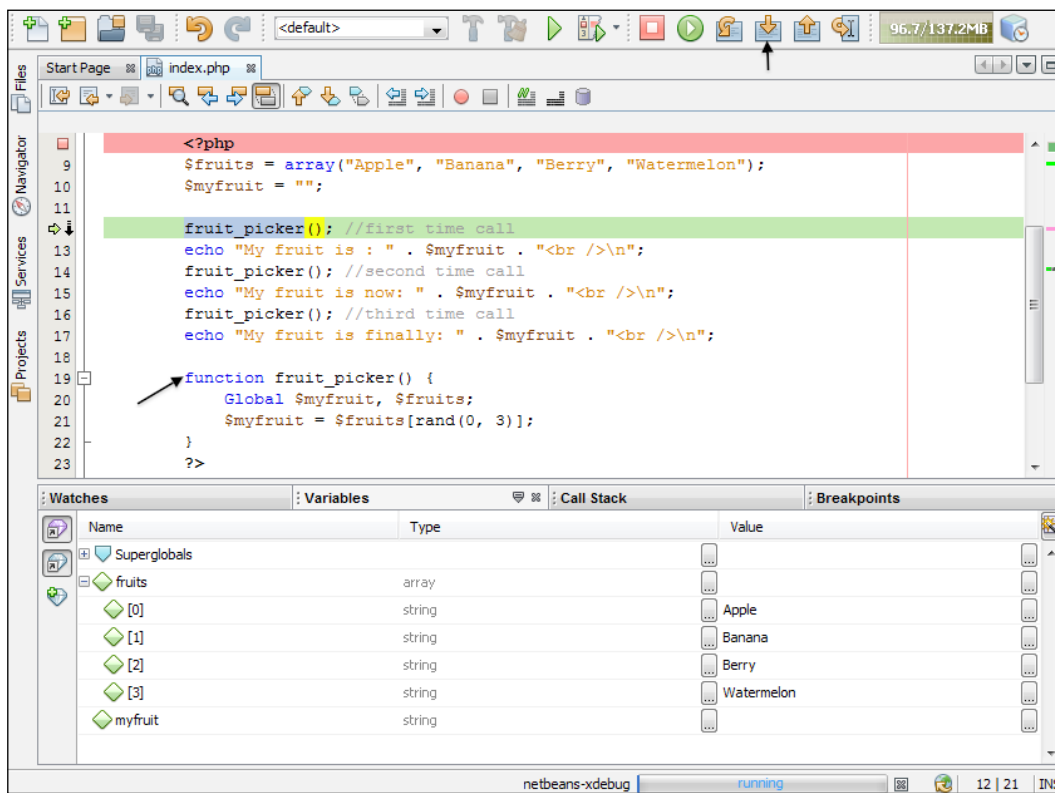 <default>
96.7/137.2MB
Start Page
index.php
Files
Navigator
Services
Projects
<?php
9 $fruits = array("Apple", "Banana", "Berry", "Watermelon");
10 $myfruit = "";
11
fruit_picker(); //first time call
13 echo "My fruit is : " . $myfruit . "<br />\n";
14 fruit_picker(); //second time call
15 echo "My fruit is now: " . $myfruit . "<br />\n";
16 fruit_picker(); //third time call
17 echo "My fruit is finally: " . $myfruit . "<br />\n";
18
19 function fruit_picker() {
20 Global $myfruit, $fruits;
21 $myfruit = $fruits[rand(0, 3)];
22 }
23 ?>
Watches Variables Call Stack Breakpoints
Name Type Value
Superglobals ... ...
fruits array ... ...
[0] string ... Apple ...
[1] string ... Banana ...
[2] string ... Berry ...
[3] string ... Watermelon ...
myfruit string ... ...
netbeans-xdebug running 12 | 21 INS